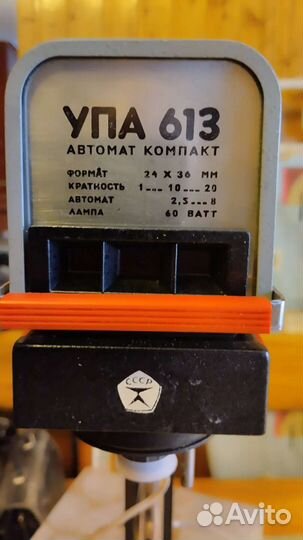 УПА 613
АВТОМАТ КОМПАКТ
ФОРМАТ 24 X 36 ММ
КРАТНОСТЬ 1---10---20
АВТОМАТ 2,5---8
ЛАМПА 60 ВАТТ
СССР
Avito